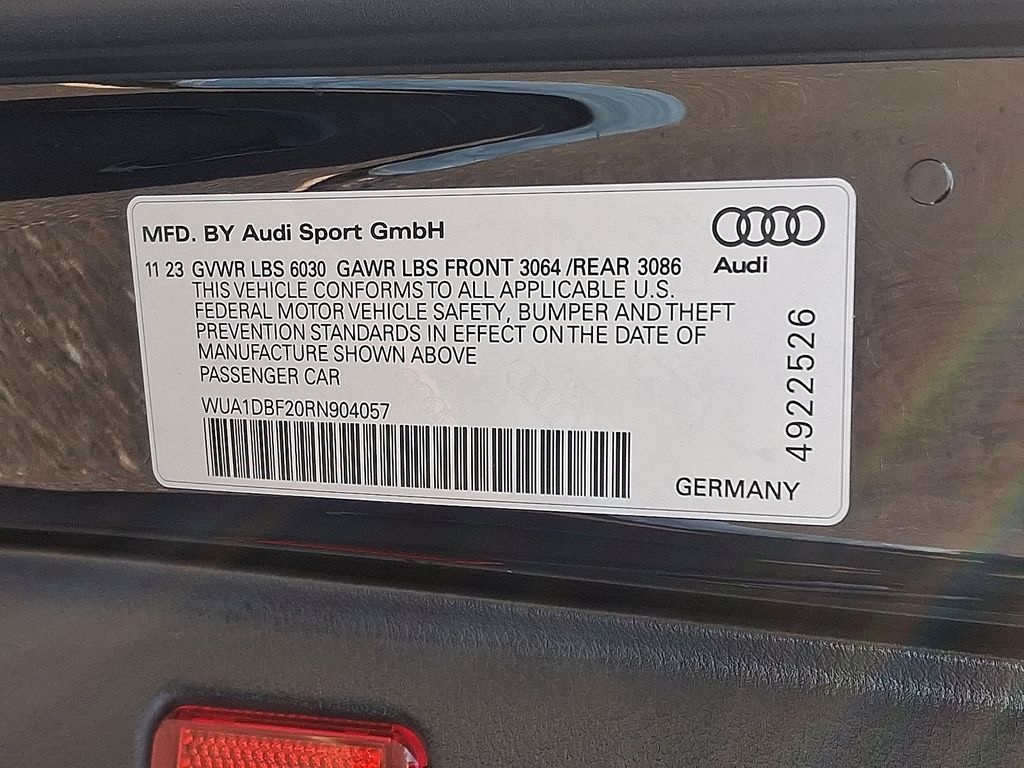 MFD. BY Audi Sport GmbH
Audi
11 23 GVWR LBS 6030 GAWR LBS FRONT 3064 /REAR 3086
THIS VEHICLE CONFORMS TO ALL APPLICABLE U.S.
FEDERAL MOTOR VEHICLE SAFETY, BUMPER AND THEFT
PREVENTION STANDARDS IN EFFECT ON THE DATE OF
MANUFACTURE SHOWN ABOVE
PASSENGER CAR
WUA1DBF20RN904057
4922526
GERMANY